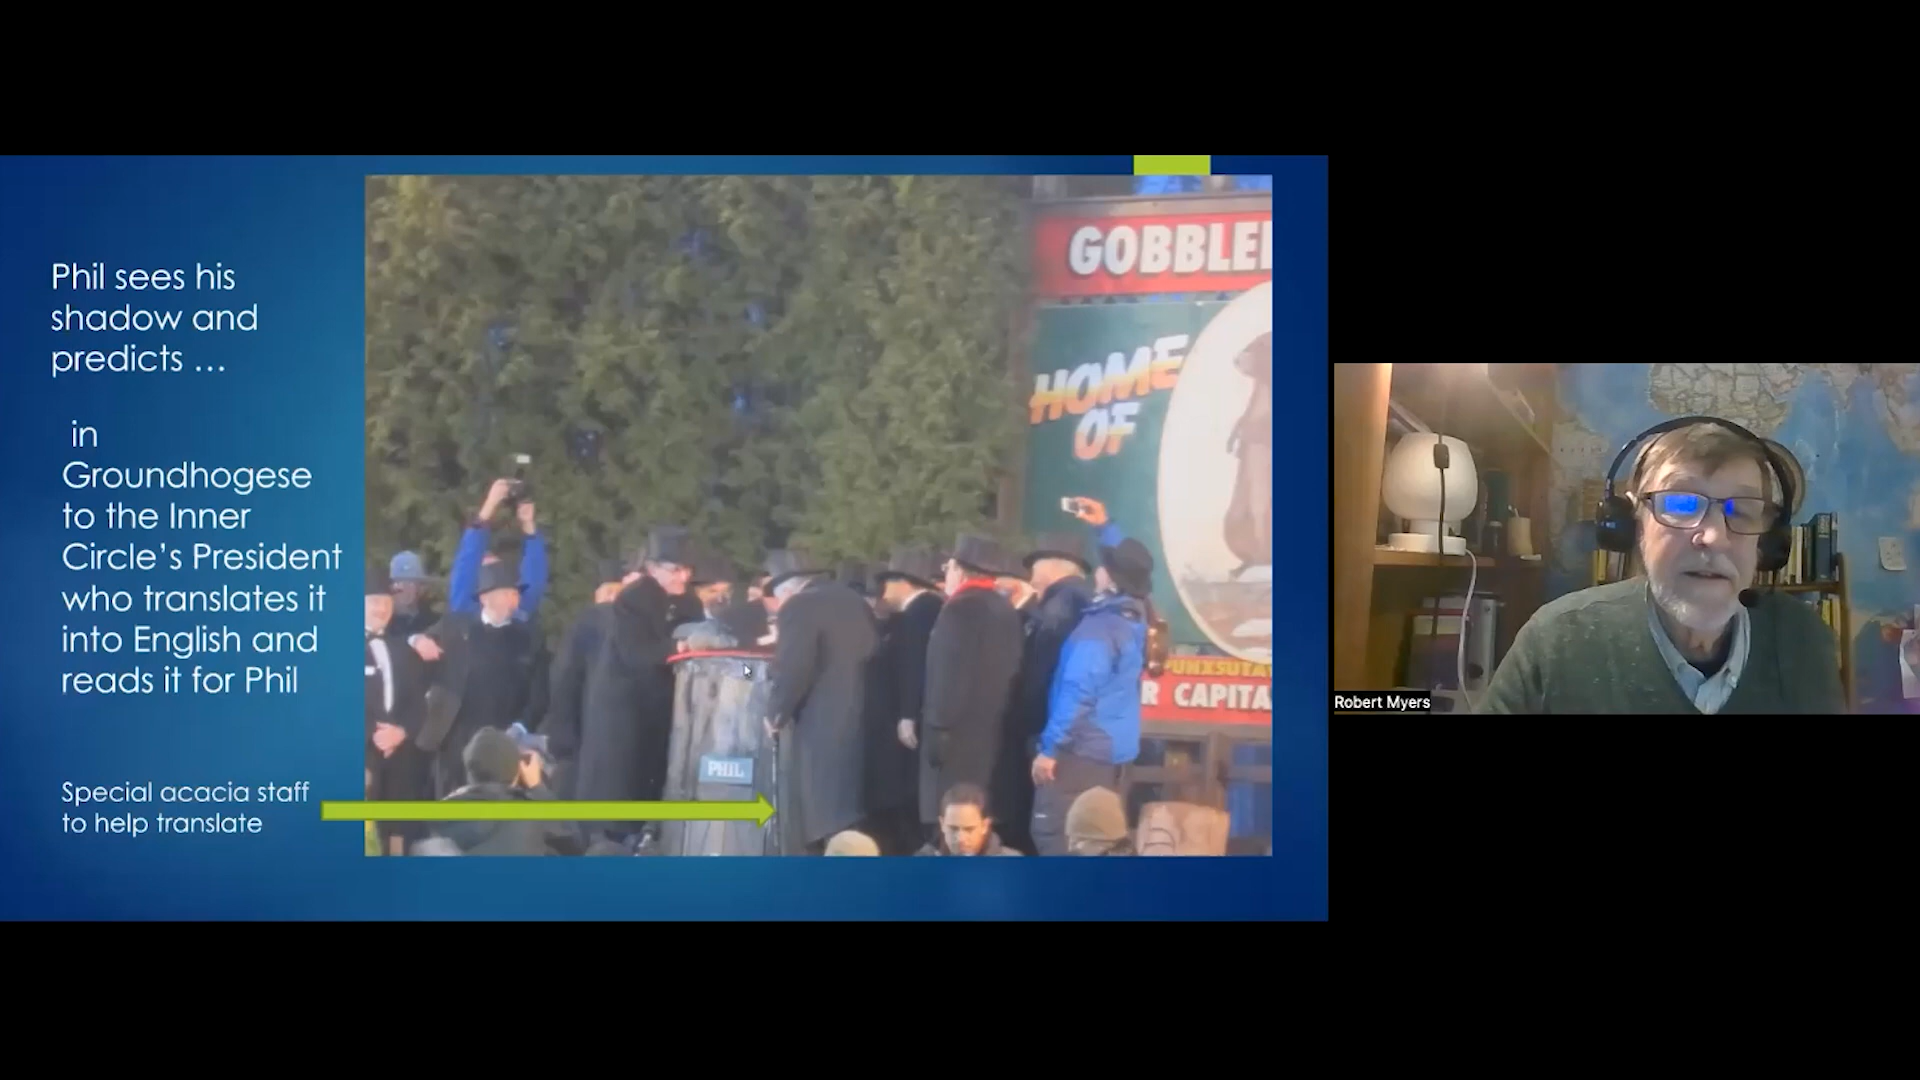 Phil sees his
shadow and
predicts …
in
Groundhogese
to the Inner
Circle’s President
who translates it
into English and
reads it for Phil
Special acacia staff
to help translate
GOBBLE
HOME
OF
PUNXSUTA
R CAPITA
PHIL
Robert Myers